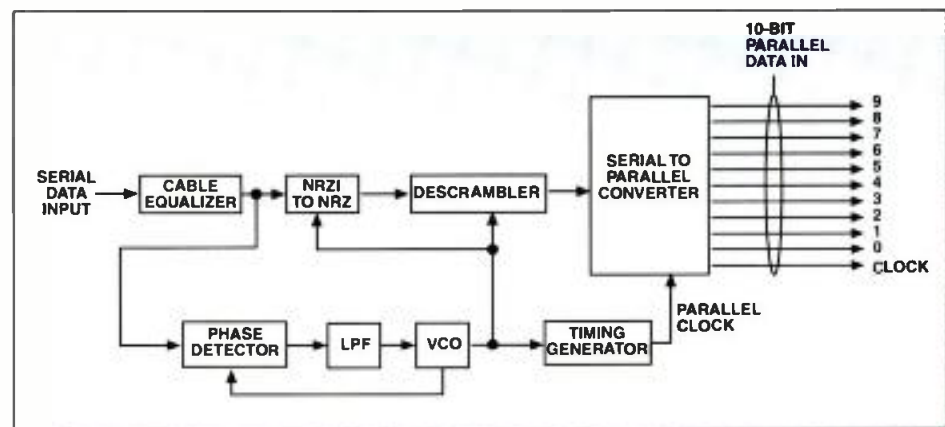 10-BIT
PARALLEL
DATA IN
9
8
7
6
5
4
3
2
1
0
CLOCK
SERIAL
DATA
INPUT
CABLE
EQUALIZER
NRZI
TO NRZ
DESCRAMBLER
SERIAL TO
PARALLEL
CONVERTER
PARALLEL
CLOCK
PHASE
DETECTOR
LPF
VCO
TIMING
GENERATOR